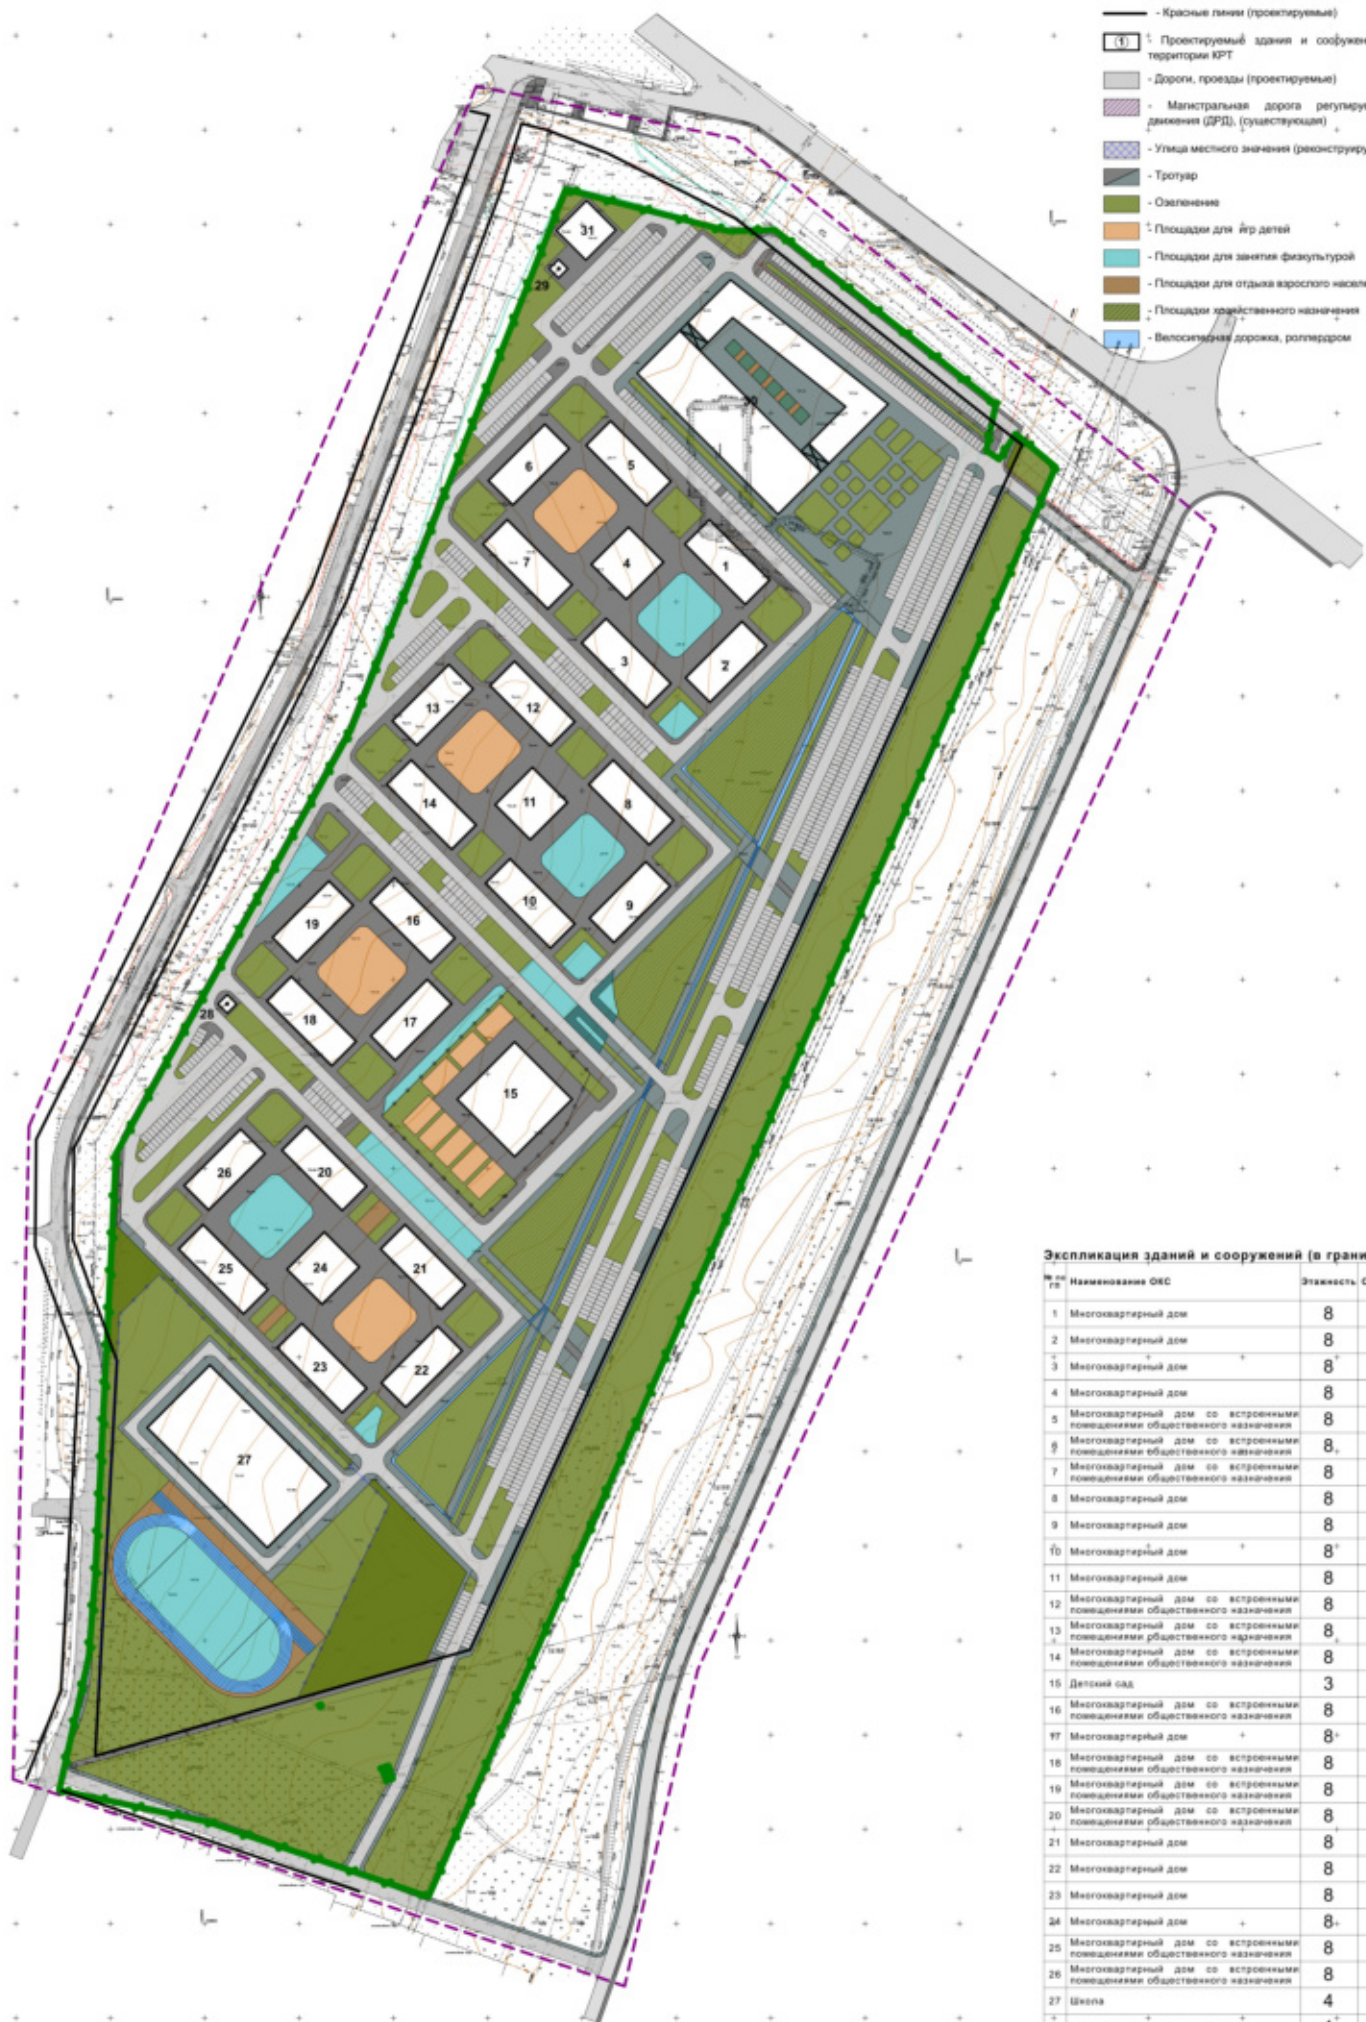 - Красные линии (проектируемые)
① - Проектируемые здания и сооружен
территории КРТ
- Дороги, проезды (проектируемые)
- Магистральная дорога регулируе
движения (ДРД), (существующая)
- Улица местного значения (реконструиру
- Тротуар
- Озеленение
- Площадки для игр детей
- Площадки для занятия физкультурой
- Площадки для отдыха взрослого населе
- Площадки хозяйственного назначения
- Велосипедная дорожка, роллердром
31
29
30
6
5
7
4
1
3
2
13
12
14
11
8
10
9
19
16
18
17
28
15
26
20
25
24
21
23
22
27
Экспликация зданий и сооружений (в грани
№ по гп Наименование ОКС Этажность
1 Многоквартирный дом 8
2 Многоквартирный дом 8
3 Многоквартирный дом 8
4 Многоквартирный дом 8
5 Многоквартирный дом со встроенными 8
помещениями общественного назначения
6 Многоквартирный дом со встроенными 8
помещениями общественного назначения
7 Многоквартирный дом со встроенными 8
помещениями общественного назначения
8 Многоквартирный дом 8
9 Многоквартирный дом 8
10 Многоквартирный дом 8
11 Многоквартирный дом 8
12 Многоквартирный дом со встроенными 8
помещениями общественного назначения
13 Многоквартирный дом со встроенными 8
помещениями общественного назначения
14 Многоквартирный дом со встроенными 8
помещениями общественного назначения
15 Детский сад 3
16 Многоквартирный дом со встроенными 8
помещениями общественного назначения
17 Многоквартирный дом 8
18 Многоквартирный дом со встроенными 8
помещениями общественного назначения
19 Многоквартирный дом со встроенными 8
помещениями общественного назначения
20 Многоквартирный дом со встроенными 8
помещениями общественного назначения
21 Многоквартирный дом 8
22 Многоквартирный дом 8
23 Многоквартирный дом 8
24 Многоквартирный дом 8
25 Многоквартирный дом со встроенными 8
помещениями общественного назначения
26 Многоквартирный дом со встроенными 8
помещениями общественного назначения
27 Школа 4